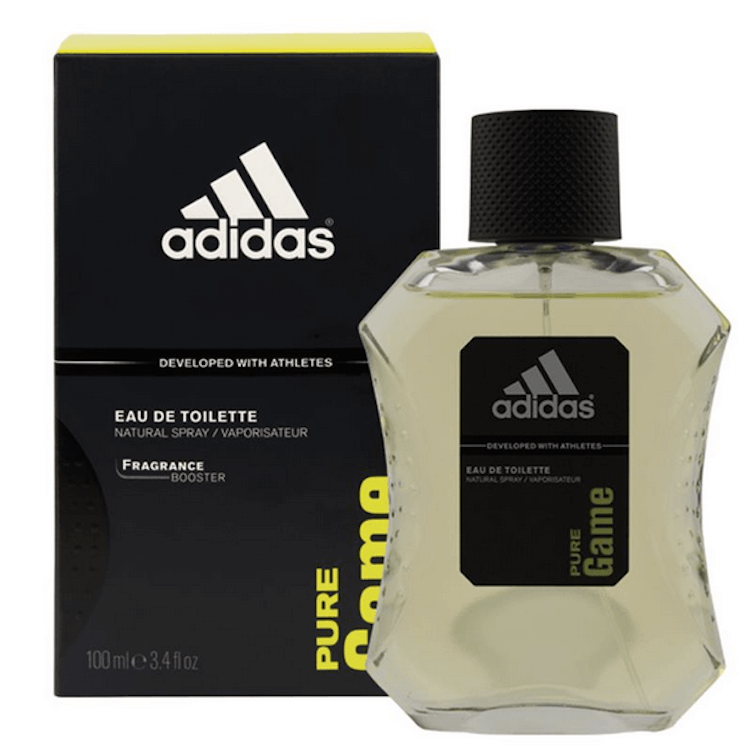 adidas®
DEVELOPED WITH ATHLETES
EAU DE TOILETTE
NATURAL SPRAY / VAPORISATEUR
FRAGRANCE
BOOSTER
PURE
Game
100 ml e 3.4 fl oz
adidas
DEVELOPED WITH ATHLETES
EAU DE TOILETTE
NATURAL SPRAY / VAPORISATEUR
PURE
Game